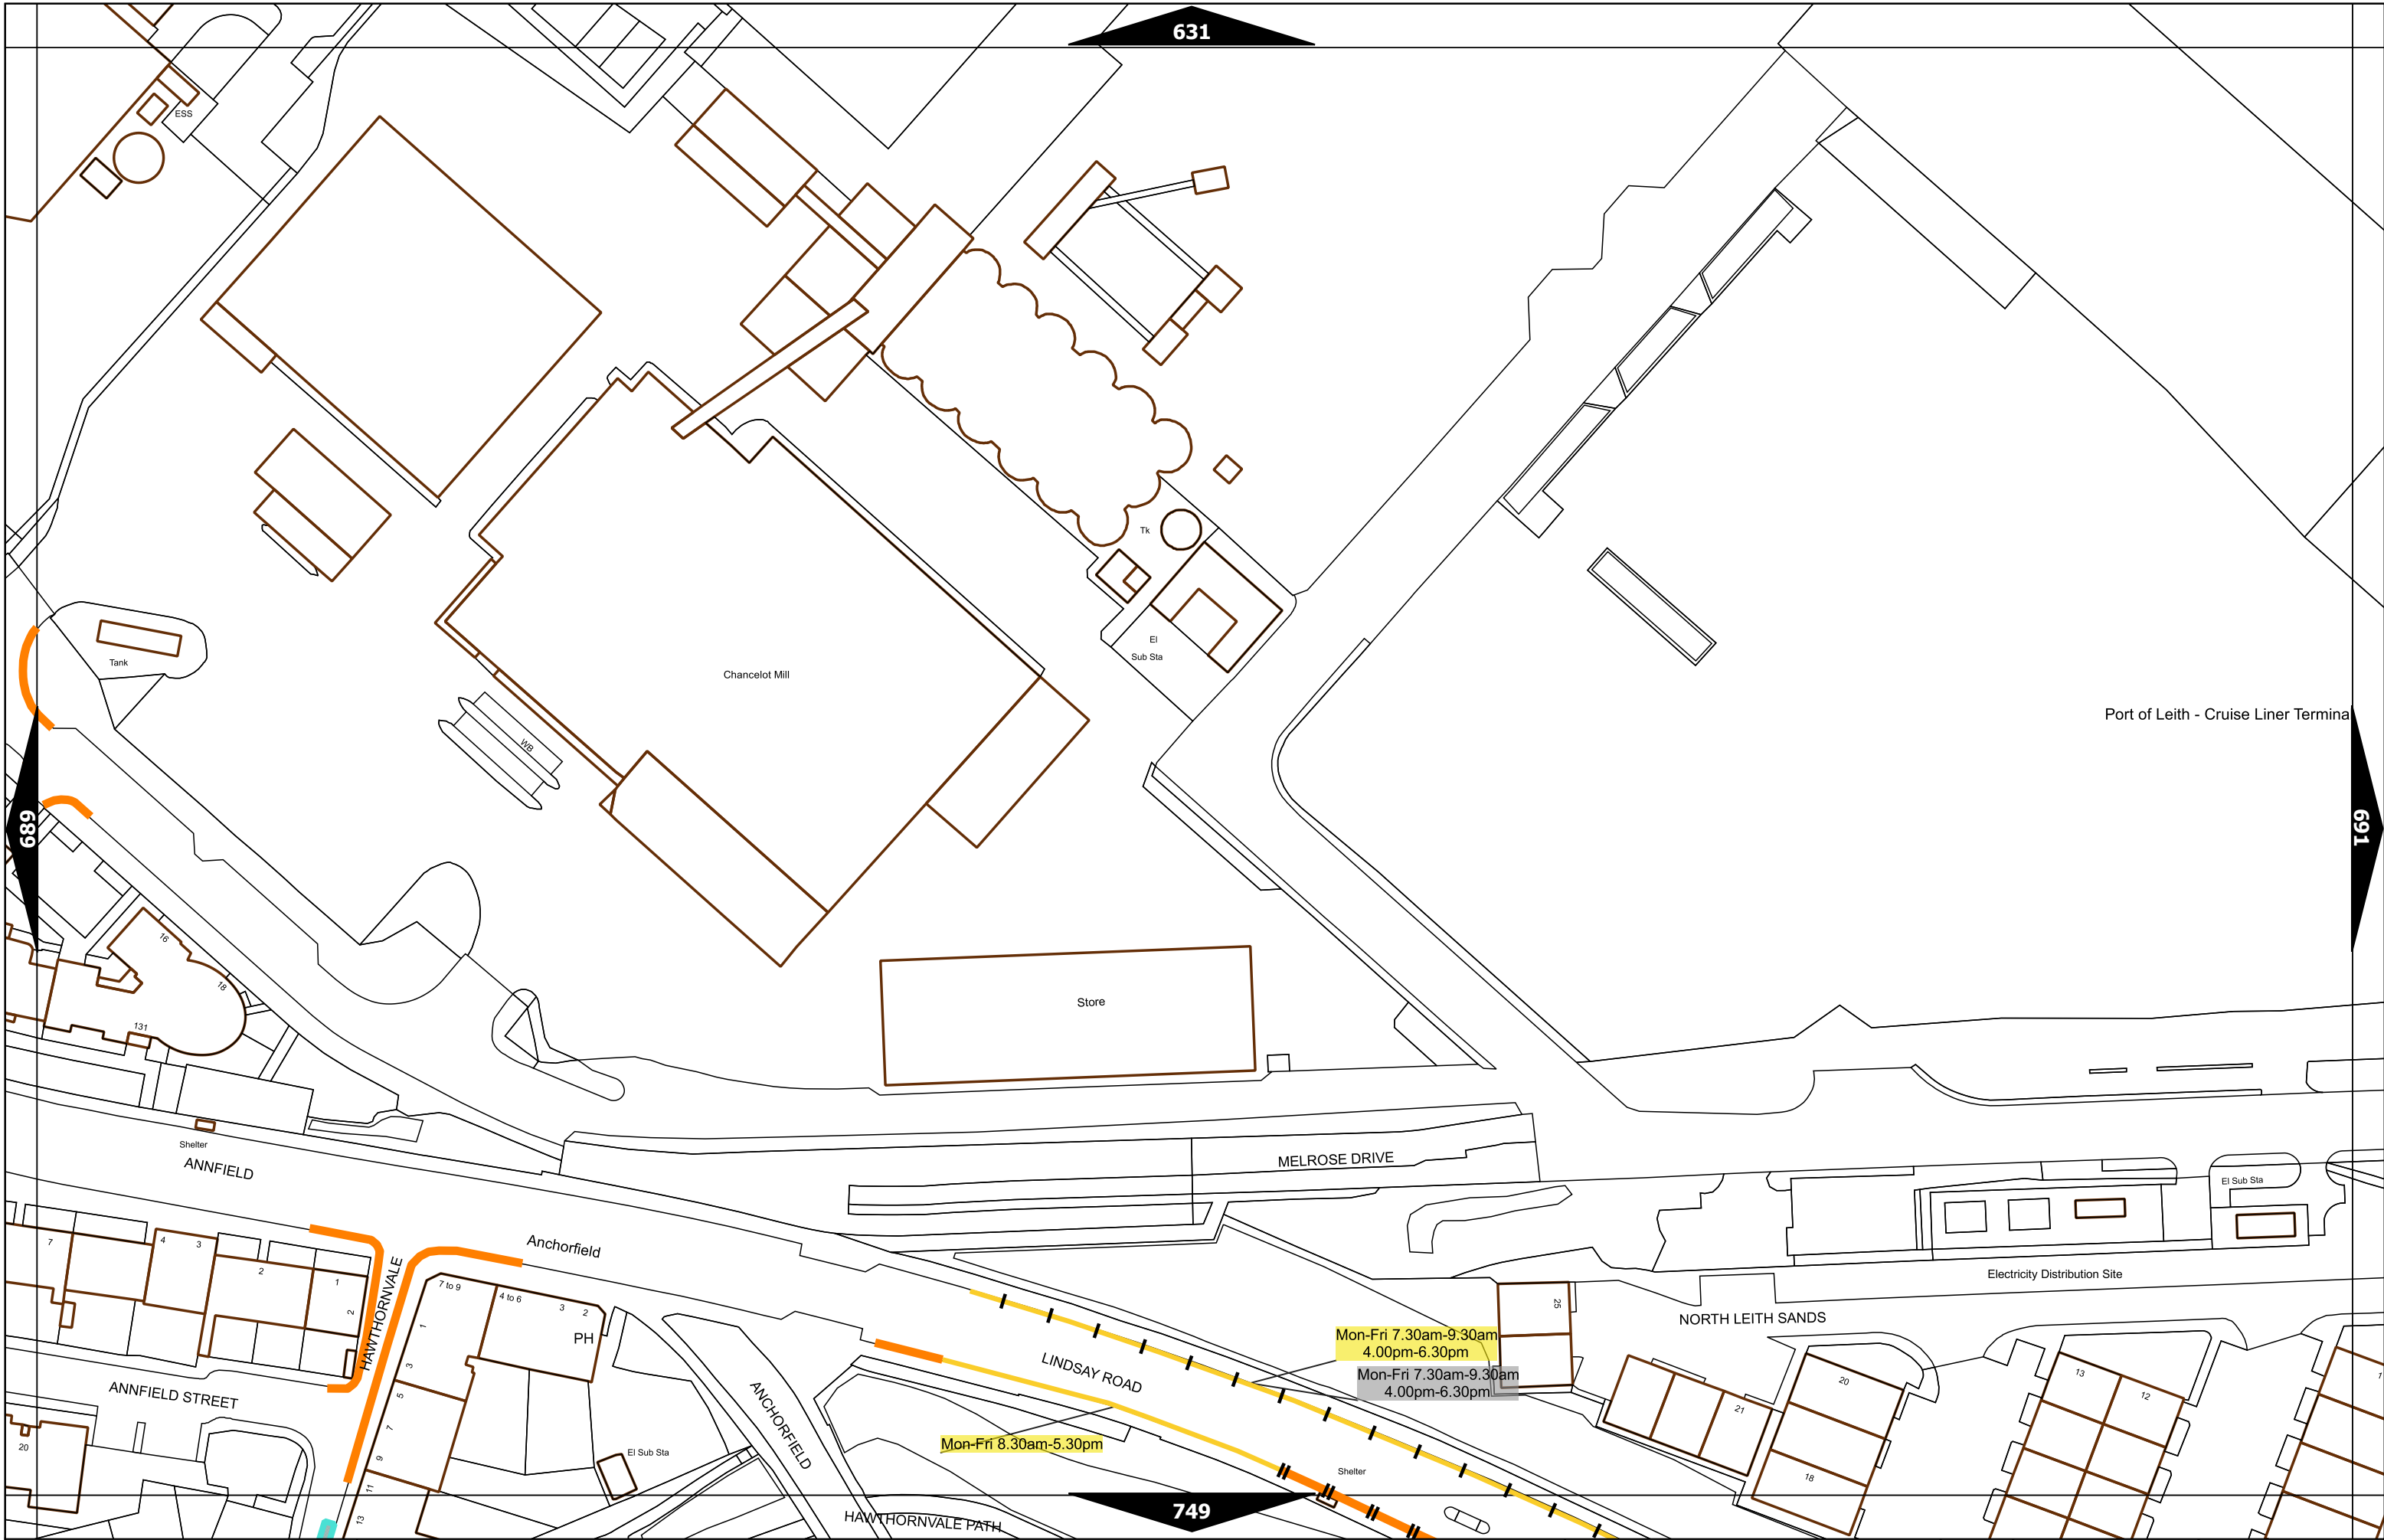 631
ESS
Tk
El
Sub Sta
Tank
Chancelot Mill
Port of Leith - Cruise Liner Termina
WB
689
691
16
18
131
Store
Shelter
ANNFIELD
MELROSE DRIVE
El Sub Sta
Anchorfield
7
4
3
2
1
2
HAWTHORNVALE
7 to 9
4 to 6
3
2
PH
1
3
5
7
9
11
13
Electricity Distribution Site
25
NORTH LEITH SANDS
Mon-Fri 7.30am-9.30am
4.00pm-6.30pm
Mon-Fri 7.30am-9.30am
4.00pm-6.30pm
LINDSAY ROAD
ANNFIELD STREET
ANCHORFIELD
20
21
18
13
12
1
20
Mon-Fri 8.30am-5.30pm
El Sub Sta
Shelter
749
HAWTHORNVALE PATH